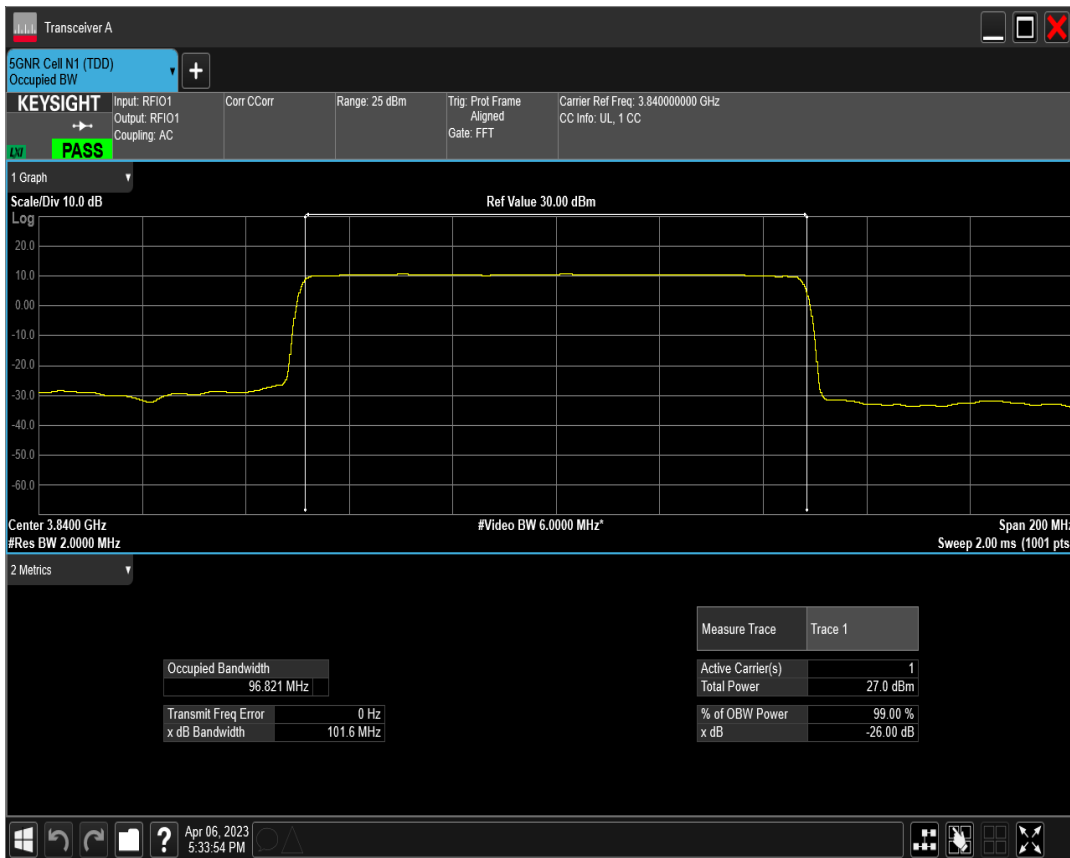 Transceiver A
5GNR Cell N1 (TDD)
Occupied BW
+
KEYSIGHT
LXI
PASS
Input: RFIO1
Output: RFIO1
Coupling: AC
Corr CCorr
Range: 25 dBm
Trig: Prot Frame
Aligned
Gate: FFT
Carrier Ref Freq: 3.840000000 GHz
CC Info: UL, 1 CC
1 Graph
Scale/Div 10.0 dB
Ref Value 30.00 dBm
Log
20.0
10.0
0.00
-10.0
-20.0
-30.0
-40.0
-50.0
-60.0
Center 3.8400 GHz
#Video BW 6.0000 MHz*
Span 200 MHz
#Res BW 2.0000 MHz
Sweep 2.00 ms (1001 pts
2 Metrics
Measure Trace Trace 1
Occupied Bandwidth
96.821 MHz
Active Carrier(s) 1
Total Power 27.0 dBm
Transmit Freq Error 0 Hz
x dB Bandwidth 101.6 MHz
% of OBW Power 99.00 %
x dB -26.00 dB
?
Apr 06, 2023
5:33:54 PM